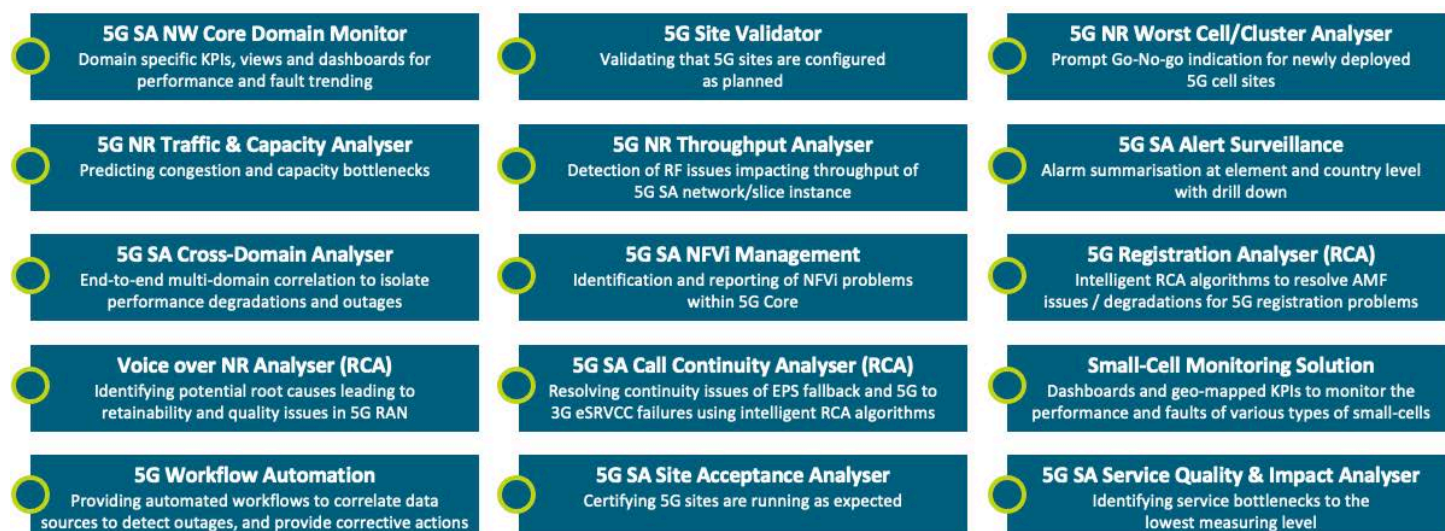 5G SA NW Core Domain Monitor
Domain specific KPIs, views and dashboards for
performance and fault trending
5G Site Validator
Validating that 5G sites are configured
as planned
5G NR Worst Cell/Cluster Analyser
Prompt Go-No-go indication for newly deployed
5G cell sites
5G NR Traffic & Capacity Analyser
Predicting congestion and capacity bottlenecks
5G NR Throughput Analyser
Detection of RF issues impacting throughput of
5G SA network/slice instance
5G SA Alert Surveillance
Alarm summarisation at element and country level
with drill down
5G SA Cross-Domain Analyser
End-to-end multi-domain correlation to isolate
performance degradations and outages
5G SA NFVi Management
Identification and reporting of NFVi problems
within 5G Core
5G Registration Analyser (RCA)
Intelligent RCA algorithms to resolve AMF
issues / degradations for 5G registration problems
Voice over NR Analyser (RCA)
Identifying potential root causes leading to
retainability and quality issues in 5G RAN
5G SA Call Continuity Analyser (RCA)
Resolving continuity issues of EPS fallback and 5G to
3G eSRVCC failures using intelligent RCA algorithms
Small-Cell Monitoring Solution
Dashboards and geo-mapped KPIs to monitor the
performance and faults of various types of small-cells
5G Workflow Automation
Providing automated workflows to correlate data
sources to detect outages, and provide corrective actions
5G SA Site Acceptance Analyser
Certifying 5G sites are running as expected
5G SA Service Quality & Impact Analyser
Identifying service bottlenecks to the
lowest measuring level